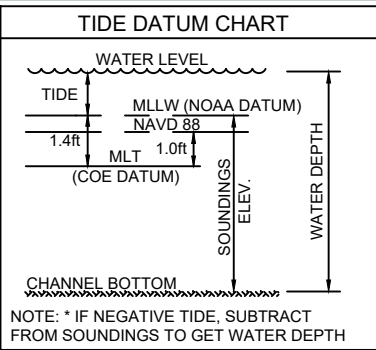 TIDE DATUM CHART
WATER LEVEL
TIDE
MLLW (NOAA DATUM)
NAVD 88
1.4ft
1.0ft
MLT
(COE DATUM)
SOUNDINGS
ELEV.
WATER DEPTH
CHANNEL BOTTOM
NOTE: * IF NEGATIVE TIDE, SUBTRACT
FROM SOUNDINGS TO GET WATER DEPTH